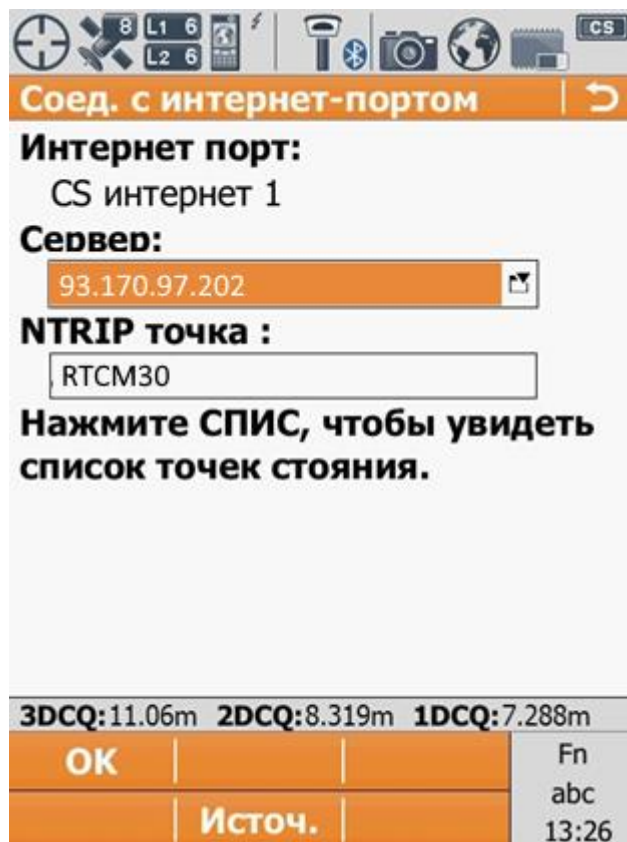 8 L1 6 CS
L2 6
Соед. с интернет-портом
Интернет порт:
CS интернет 1
Сервер:
93.170.97.202
NTRIP точка :
RTCM30
Нажмите СПИС, чтобы увидеть
список точек стояния.
3DCQ:11.06m 2DCQ:8.319m 1DCQ:7.288m
OK Fn
abc
Источ. 13:26